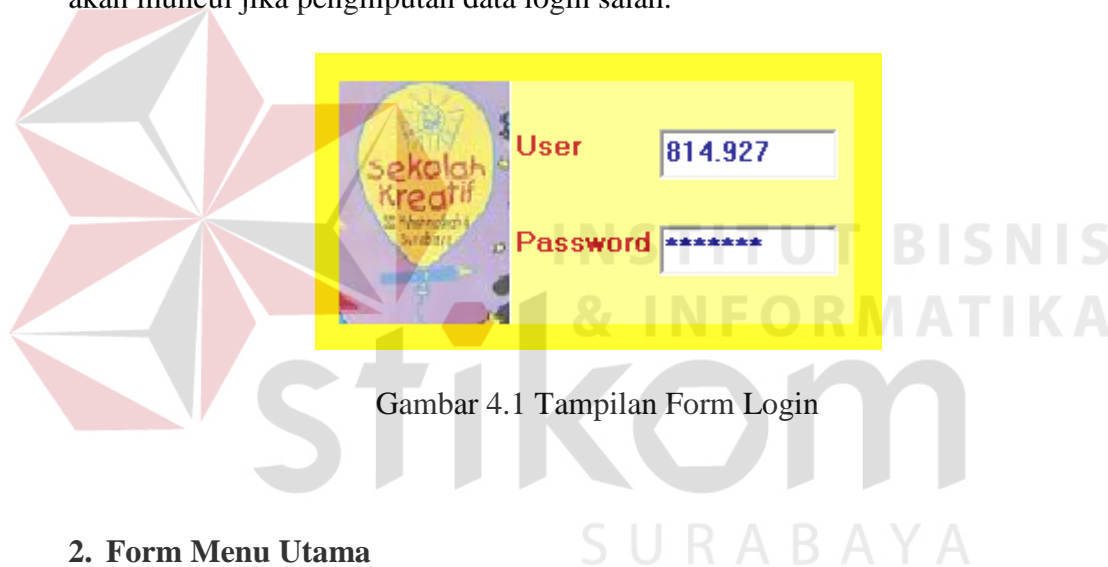 akan muncul jika penginputan data login salah.
Sekolah
Kreatif
Surabaya
User 814.927
Password *******
INSTITUT BISNIS
& INFORMATIKA
stikom
SURABAYA
Gambar 4.1 Tampilan Form Login
2. Form Menu Utama